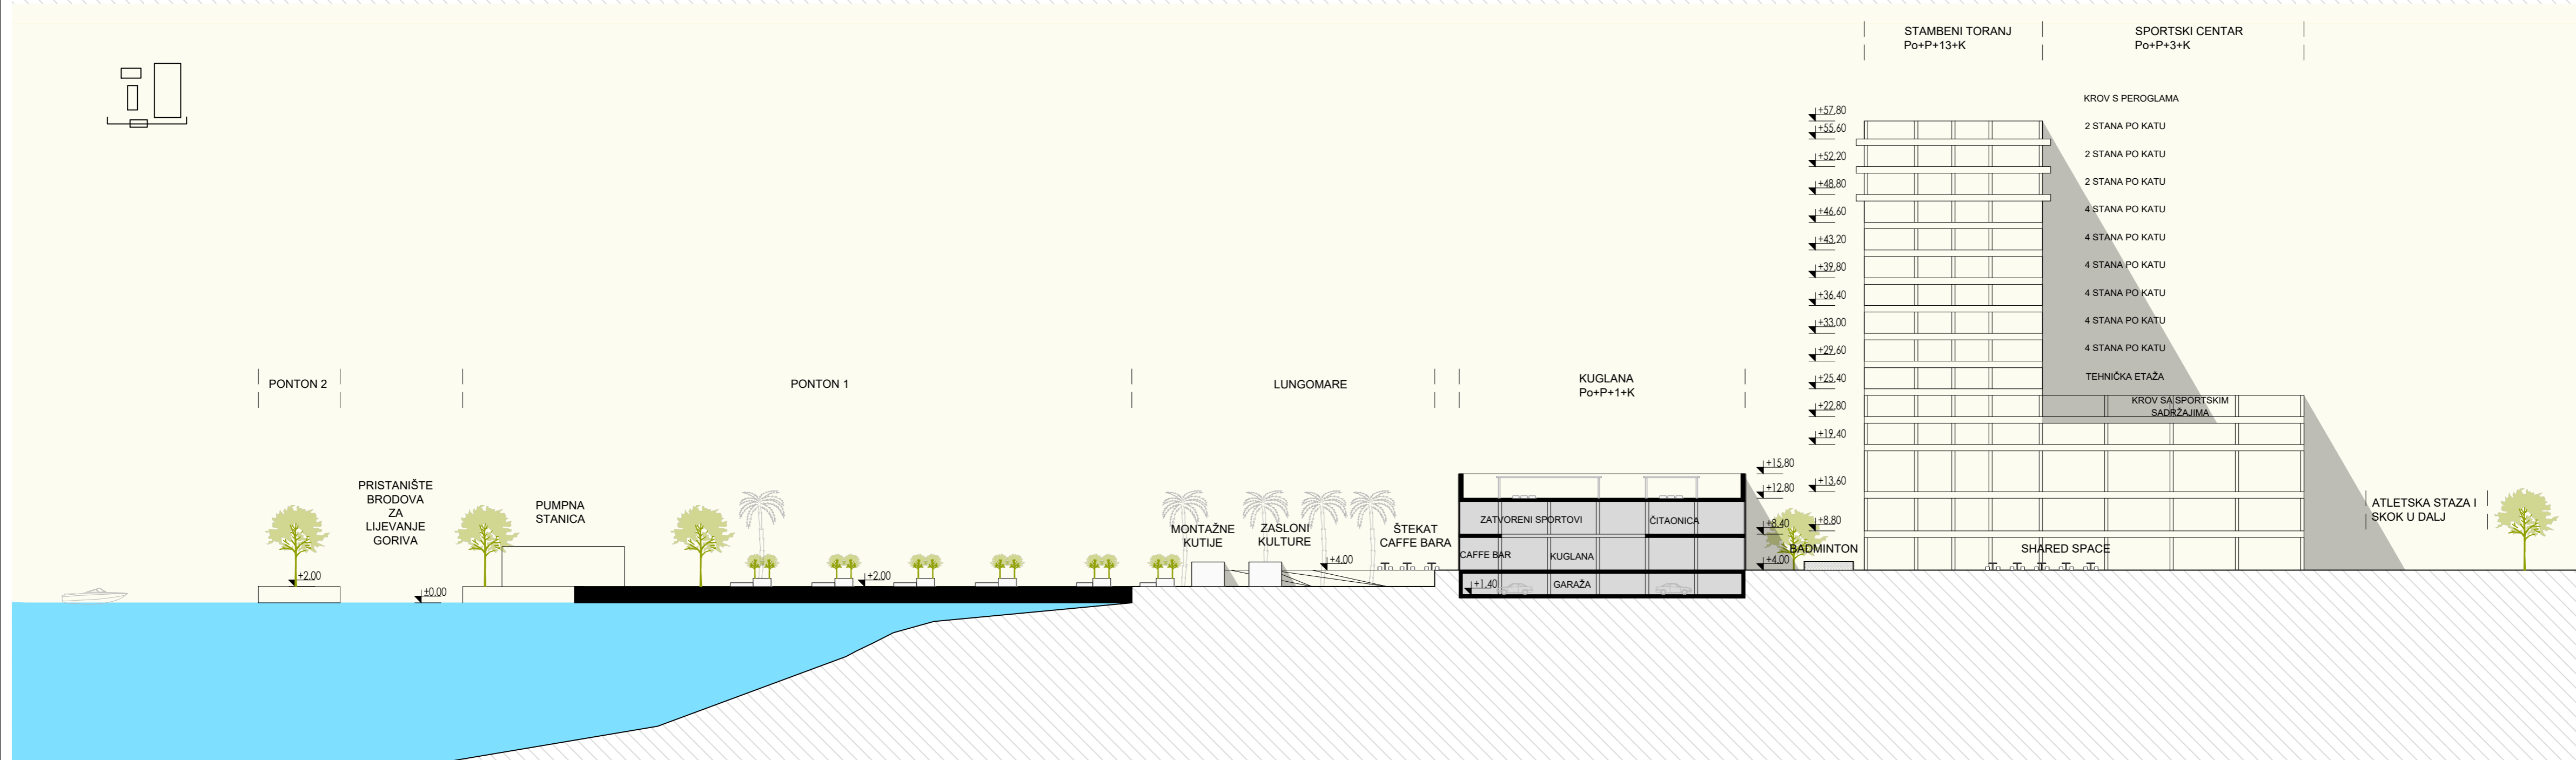 STAMBENI TORANJ
Po+P+13+K
SPORTSKI CENTAR
Po+P+3+K
KROV S PEROGLAMA
2 STANA PO KATU
2 STANA PO KATU
2 STANA PO KATU
4 STANA PO KATU
4 STANA PO KATU
4 STANA PO KATU
4 STANA PO KATU
4 STANA PO KATU
4 STANA PO KATU
TEHNIČKA ETAŽA
KROV SA SPORTSKIM
SADRŽAJIMA
+57.80
+55.60
+52.20
+48.80
+46.60
+43.20
+39.80
+36.40
+33.00
+29.60
+25.40
+22.80
+19.40
+13.60
+8.80
PONTON 2
PONTON 1
LUNGOMARE
KUGLANA
Po+P+1+K
PRISTANIŠTE
BRODOVA
ZA
LIJEVANJE
GORIVA
PUMPNA
STANICA
MONTAŽNE
KUTIJE
ZASLONI
KULTURE
ŠTEKAT
CAFFE BARA
+15.80
+12.80
+8.40
+4.00
ZATVORENI SPORTOVI
ČITAONICA
CAFFE BAR
KUGLANA
GARAŽA
+1.40
BADMINTON
SHARED SPACE
ATLETSKA STAZA I
SKOK U DALJ
+2.00
±0.00
+2.00
+4.00